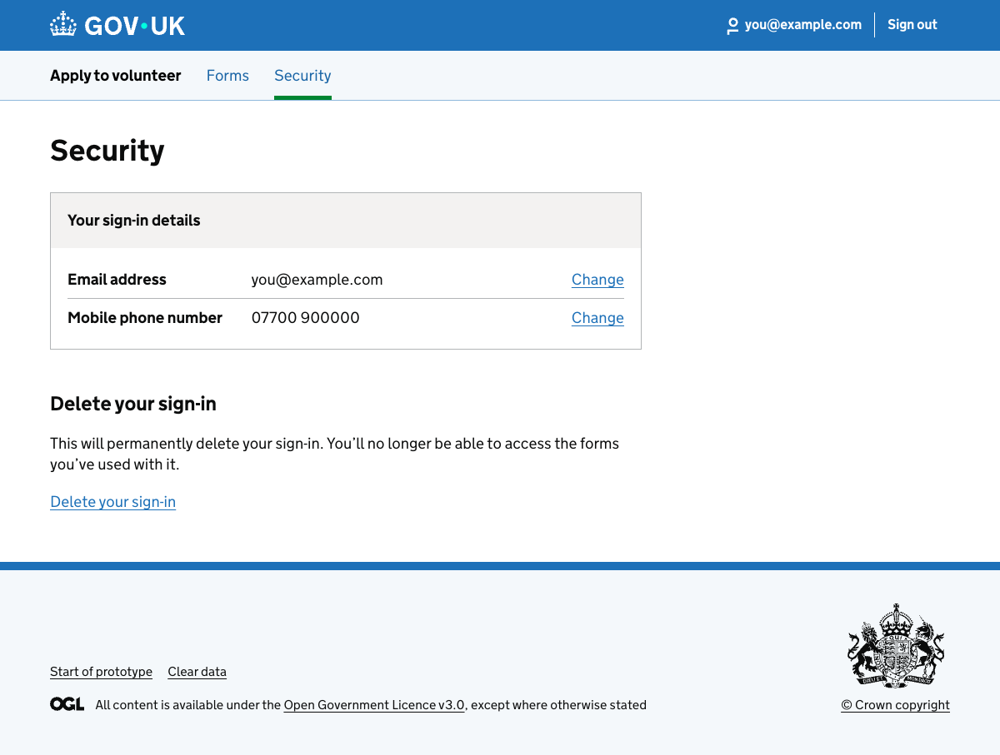 GOV•UK you@example.com Sign out
Apply to volunteer Forms Security
Security
Your sign-in details
Email address you@example.com Change
Mobile phone number 07700 900000 Change
Delete your sign-in
This will permanently delete your sign-in. You’ll no longer be able to access the forms
you’ve used with it.
Delete your sign-in
Start of prototype Clear data
OGL All content is available under the Open Government Licence v3.0, except where otherwise stated
© Crown copyright